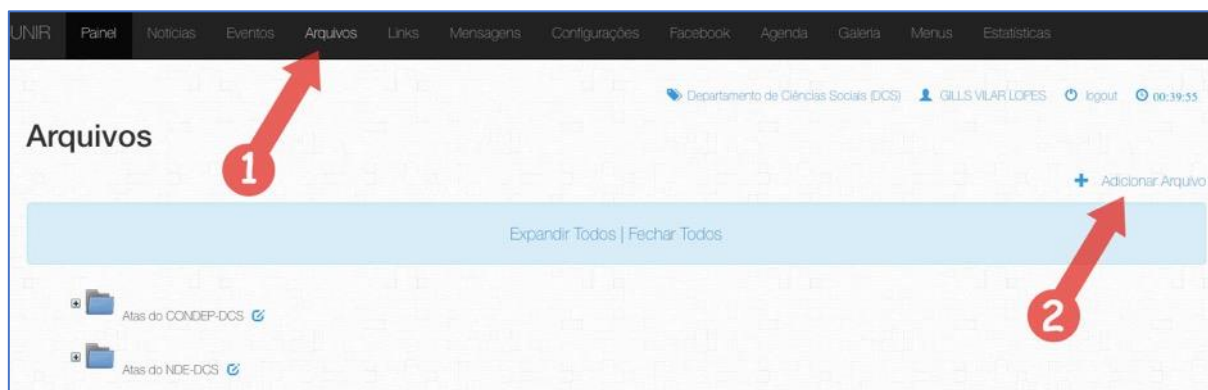 UNIR Painel Notícias Eventos Arquivos Links Mensagens Configurações Facebook Agenda Galeria Menus Estatísticas
Departamento de Ciências Sociais (DCS) GILLS VILAR LOPES logout 00:39:55
Arquivos
1
Adicionar Arquivo
Expandir Todos | Fechar Todos
2
Atas do CONDEP-DCS
Atas do NDE-DCS